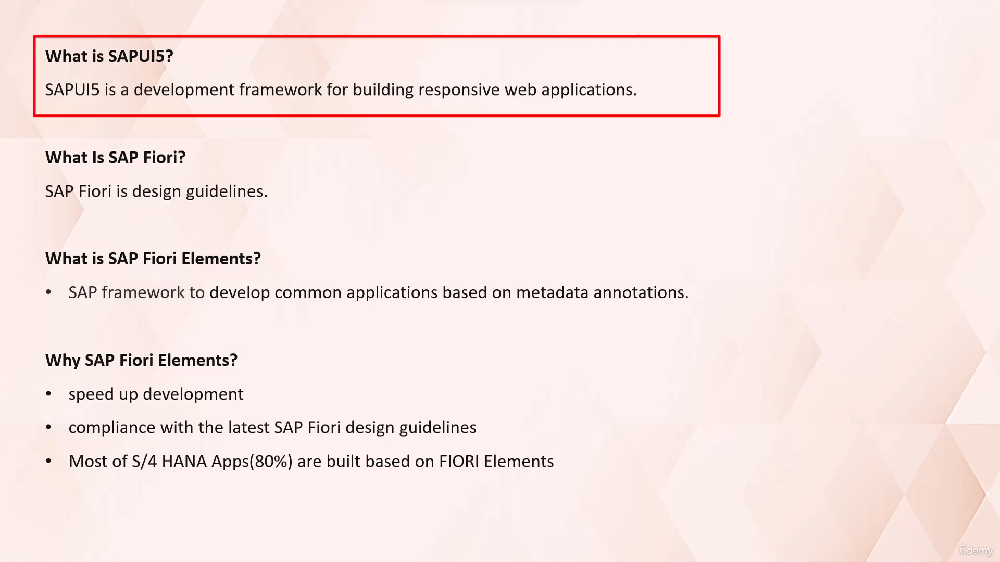 What is SAPUI5?
SAPUI5 is a development framework for building responsive web applications.
What Is SAP Fiori?
SAP Fiori is design guidelines.
What is SAP Fiori Elements?
• SAP framework to develop common applications based on metadata annotations.
Why SAP Fiori Elements?
• speed up development
• compliance with the latest SAP Fiori design guidelines
• Most of S/4 HANA Apps(80%) are built based on FIORI Elements
ûdemy